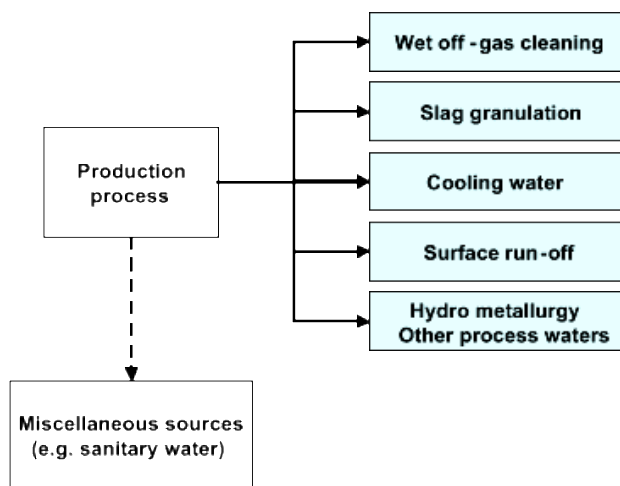 Wet off -gas cleaning
Slag granulation
Production
process
Cooling water
Surface run-off
Hydro metallurgy
Other process waters
Miscellaneous sources
(e.g. sanitary water)